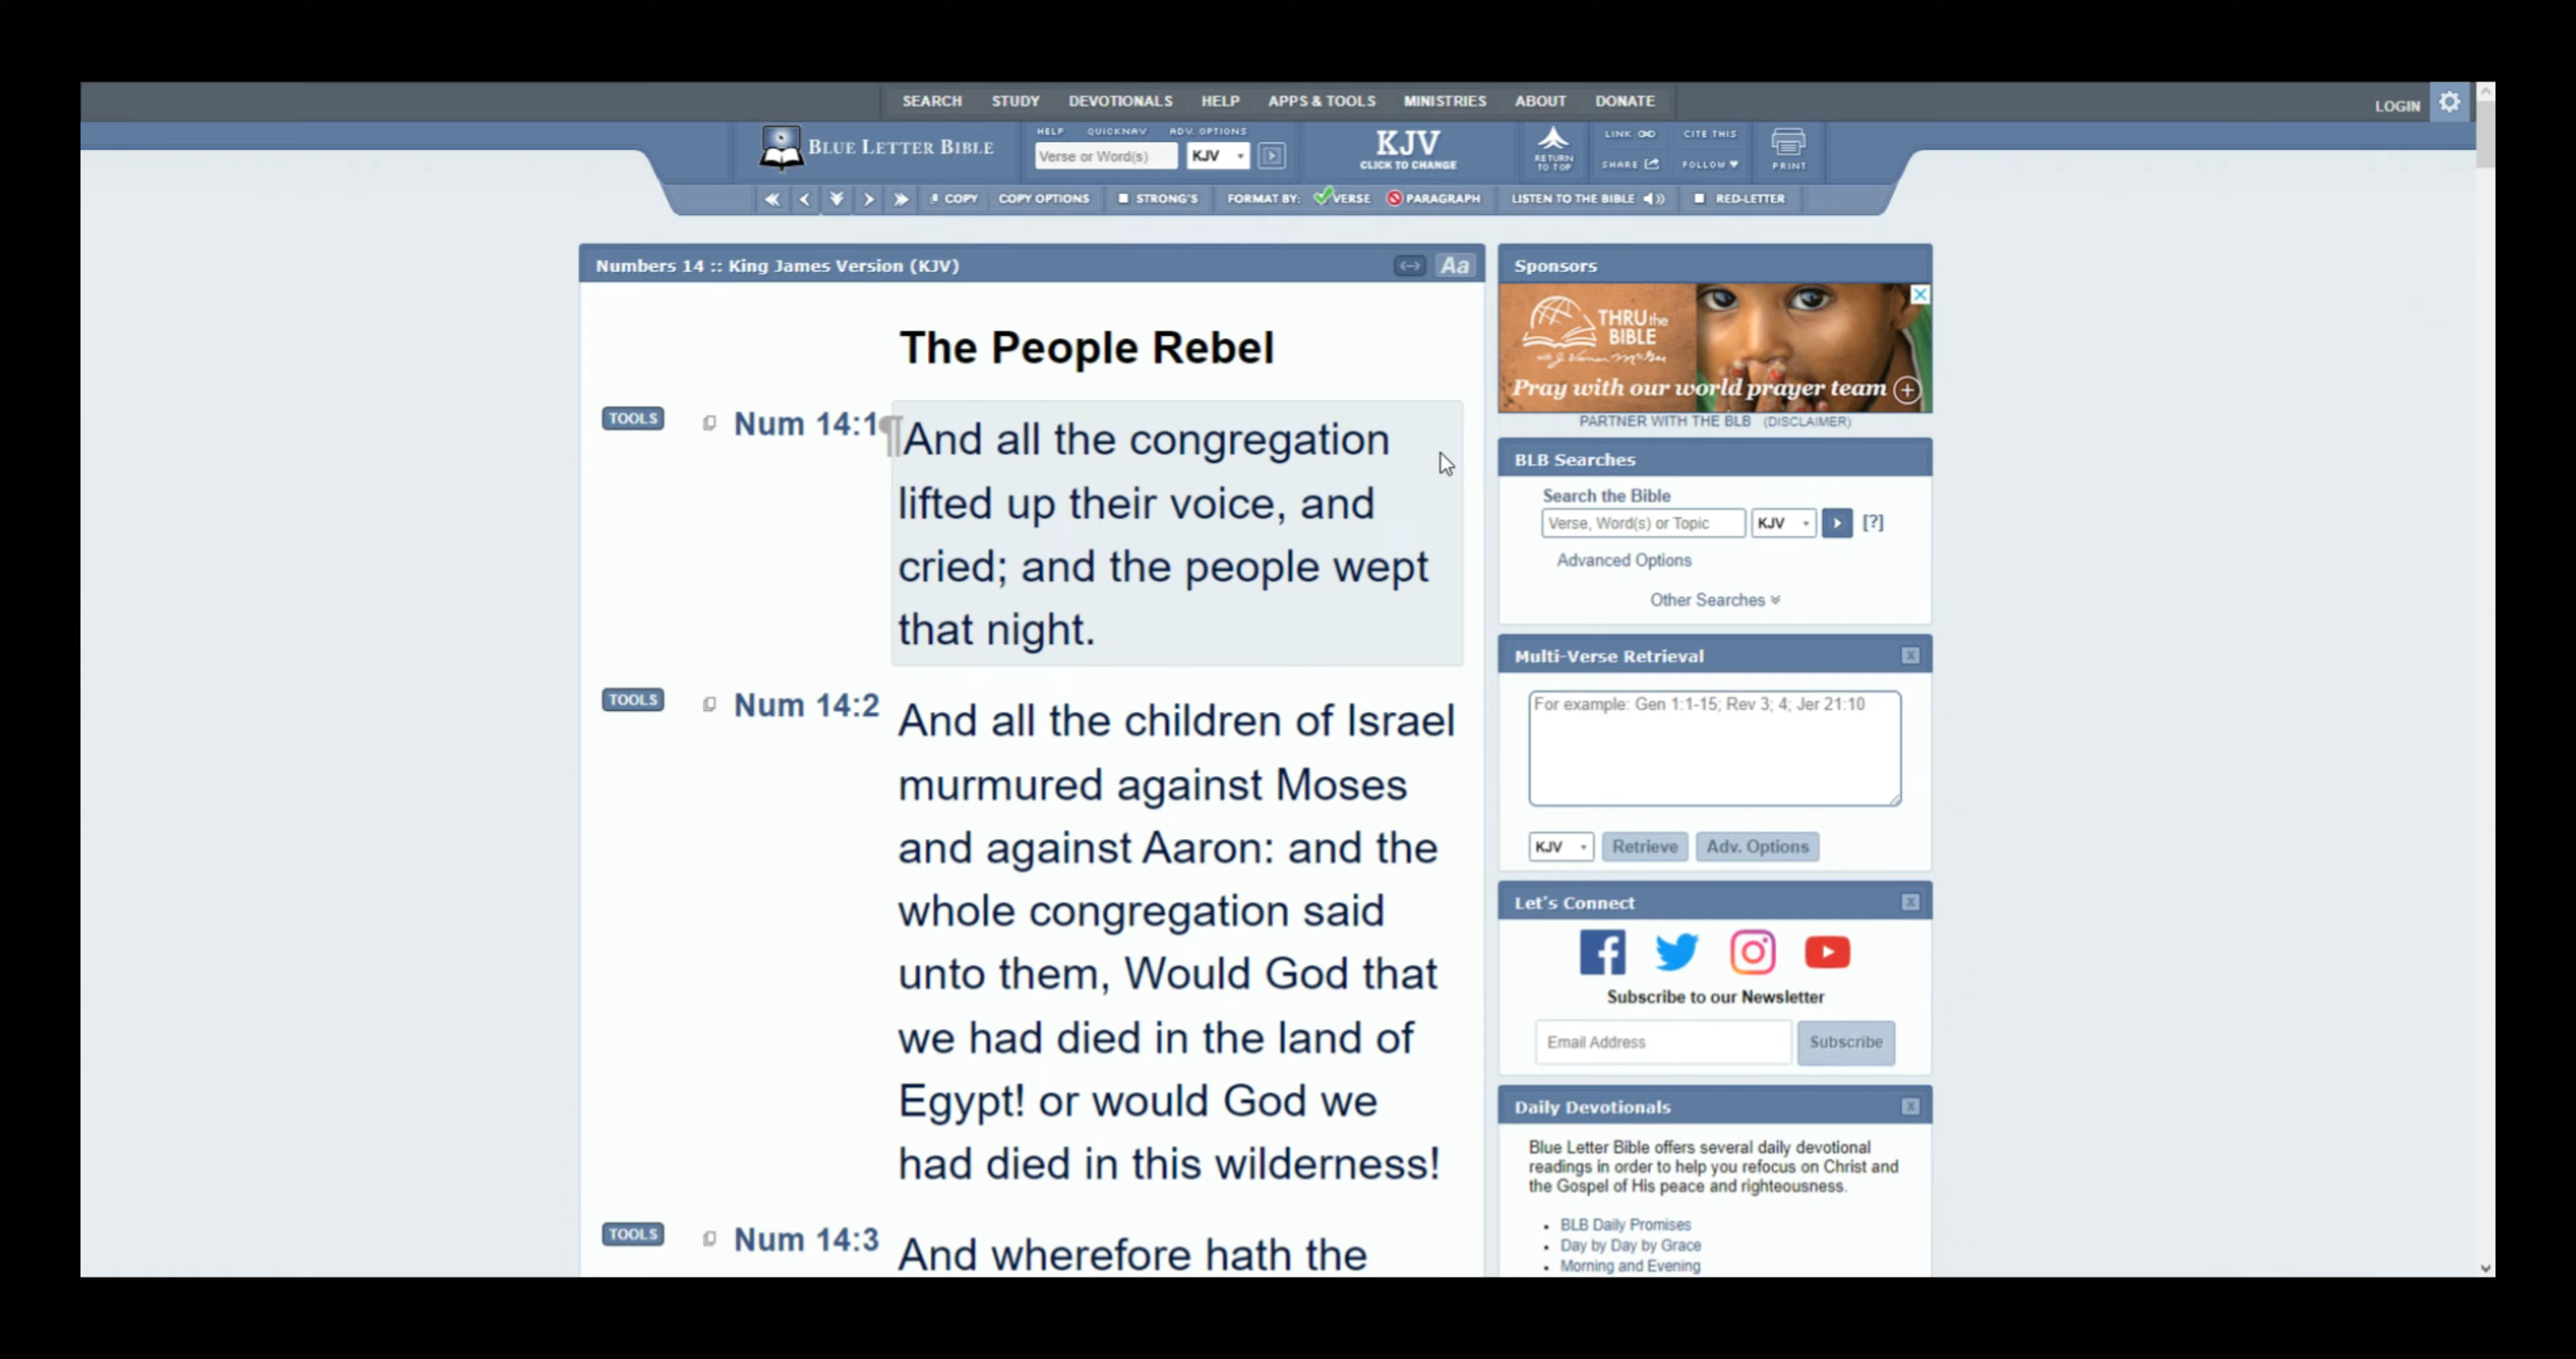 SEARCH STUDY DEVOTIONALS HELP APPS & TOOLS MINISTRIES ABOUT DONATE
LOGIN
BLUE LETTER BIBLE
HELP QUICKNAV ADV. OPTIONS
Verse or Word(s) KJV
KJV
CLICK TO CHANGE
RETURN
TO TOP
LINK CITE THIS
SHARE FOLLOW
PRINT
COPY COPY OPTIONS STRONG'S FORMAT BY: VERSE PARAGRAPH LISTEN TO THE BIBLE RED-LETTER
Numbers 14 :: King James Version (KJV)
Aa
The People Rebel
TOOLS Num 14:1 ¶And all the congregation
lifted up their voice, and
cried; and the people wept
that night.
TOOLS Num 14:2 And all the children of Israel
murmured against Moses
and against Aaron: and the
whole congregation said
unto them, Would God that
we had died in the land of
Egypt! or would God we
had died in this wilderness!
TOOLS Num 14:3 And wherefore hath the
Sponsors
THRU the
BIBLE
with J. Vernon McGee
Pray with our world prayer team
PARTNER WITH THE BLB (DISCLAIMER)
BLB Searches
Search the Bible
Verse, Word(s) or Topic KJV [?]
Advanced Options
Other Searches
Multi-Verse Retrieval X
For example: Gen 1:1-15; Rev 3; 4; Jer 21:10
KJV Retrieve Adv. Options
Let's Connect X
Subscribe to our Newsletter
Email Address Subscribe
Daily Devotionals X
Blue Letter Bible offers several daily devotional
readings in order to help you refocus on Christ and
the Gospel of His peace and righteousness.
• BLB Daily Promises
• Day by Day by Grace
• Morning and Evening